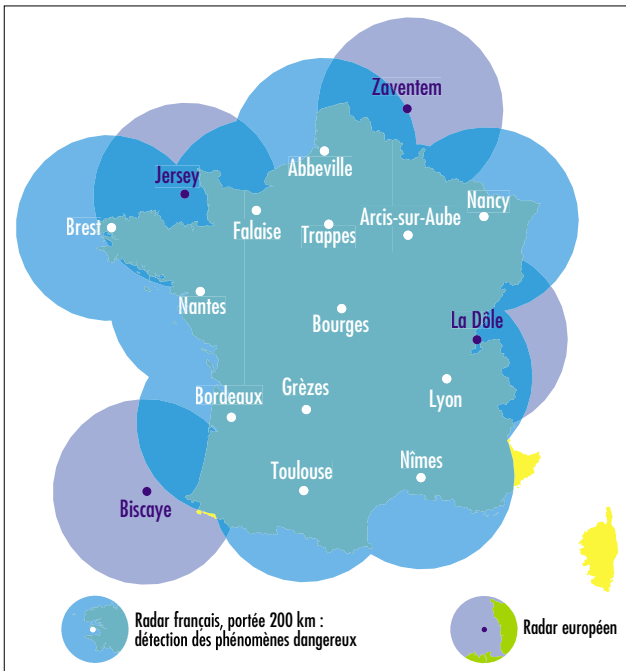 Zaventem
Abbeville
Jersey
Nancy
Brest
Falaise
Trappes
Arcis-sur-Aube
Nantes
Bourges
La Dôle
Grèzes
Bordeaux
Lyon
Toulouse
Nîmes
Biscaye
Radar français, portée 200 km :
détection des phénomènes dangereux
Radar européen